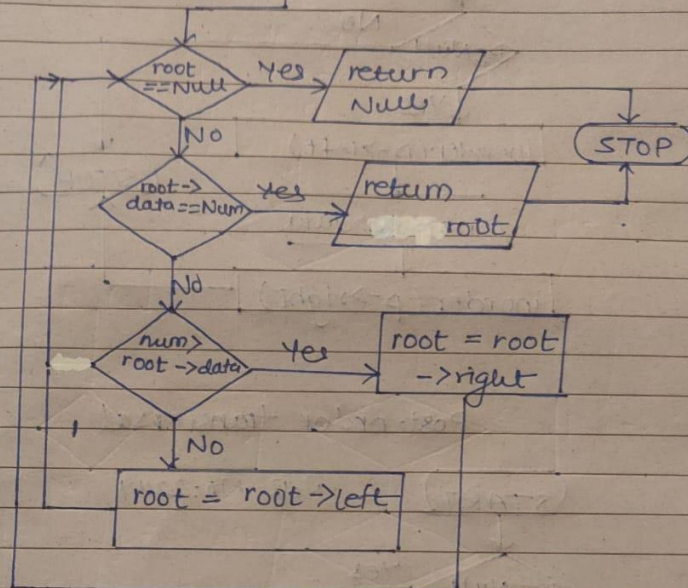 root
==Null
Yes
return
Null
STOP
No
root->
data==Num
Yes
return
root
No
num>
root->data
Yes
root = root
->right
No
root = root->left